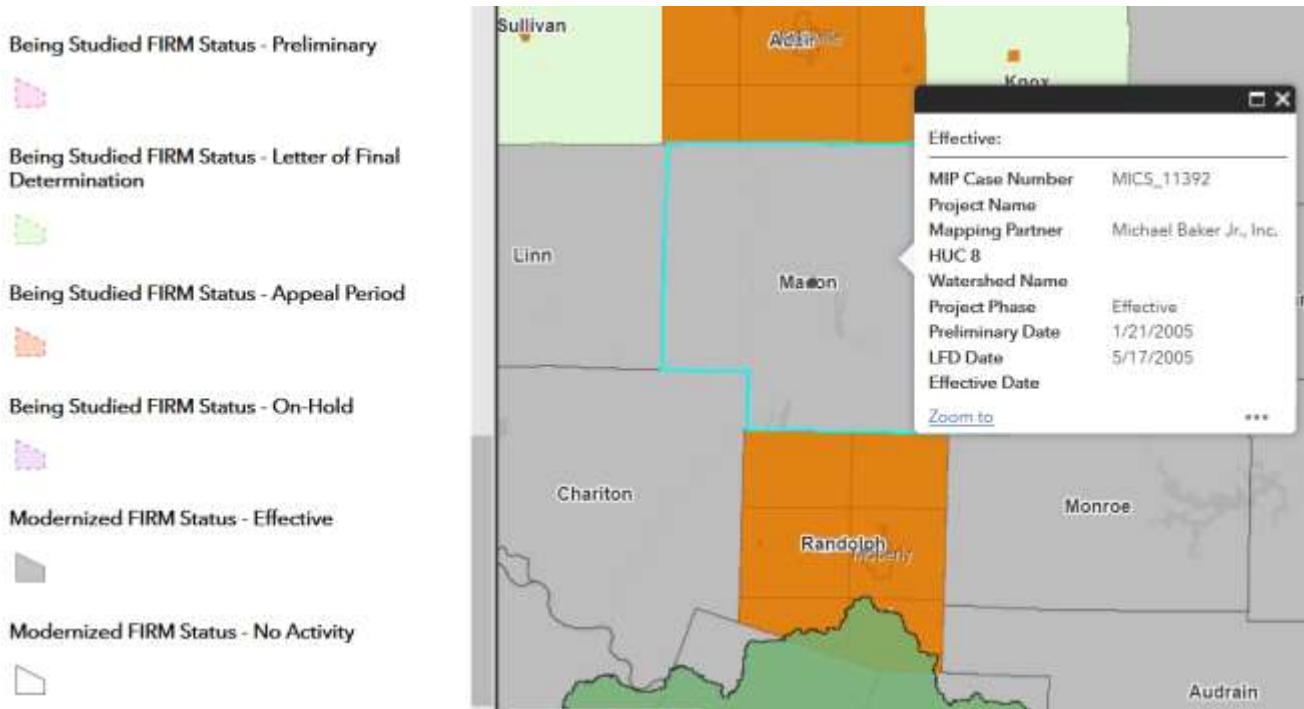 Being Studied FIRM Status - Preliminary
Being Studied FIRM Status - Letter of Final
Determination
Being Studied FIRM Status - Appeal Period
Being Studied FIRM Status - On-Hold
Modernized FIRM Status - Effective
Modernized FIRM Status - No Activity
Sullivan
Adair
Knox
Linn
Macon
Chariton
Randolph
Moberly
Monroe
Audrain
Effective:
MIP Case Number MICS_11392
Project Name
Mapping Partner Michael Baker Jr., Inc.
HUC 8
Watershed Name
Project Phase Effective
Preliminary Date 1/21/2005
LFD Date 5/17/2005
Effective Date
Zoom to